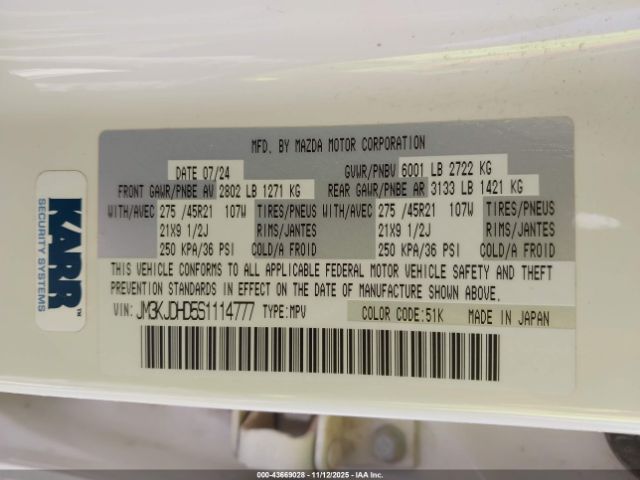 MFD. BY MAZDA MOTOR CORPORATION
DATE 07/24 GVWR/PNBV 6001 LB 2722 KG
FRONT GAWR/PNBE AV 2802 LB 1271 KG REAR GAWR/PNBE AR 3133 LB 1421 KG
WITH/AVEC 275 /45R21 107W TIRES/PNEUS WITH/AVEC 275 /45R21 107W TIRES/PNEUS
21X9 1/2J RIMS/JANTES 21X9 1/2J RIMS/JANTES
250 KPA/36 PSI COLD/A FROID 250 KPA/36 PSI COLD/A FROID
THIS VEHICLE CONFORMS TO ALL APPLICABLE FEDERAL MOTOR VEHICLE SAFETY AND THEFT
PREVENTION STANDARDS IN EFFECT ON THE DATE OF MANUFACTURE SHOWN ABOVE.
VIN: JM3KJDHD5S1114777 TYPE:MPV COLOR CODE:51K MADE IN JAPAN
KARR™
SECURITY SYSTEMS
000-43669028 - 11/12/2025 - IAA Inc.